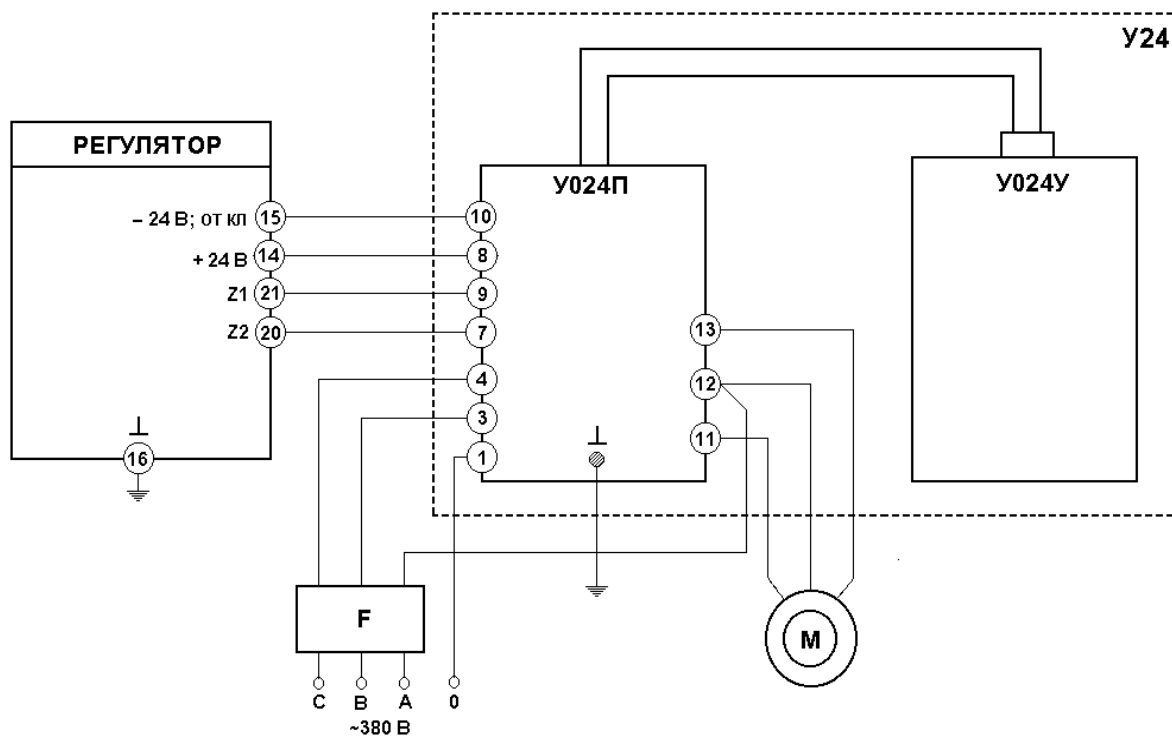 У24
РЕГУЛЯТОР
У024П
У024У
– 24 В; от кл 15
10
+ 24 В 14
8
Z1 21
9
Z2 20
7
13
4
12
3
11
1
⊥
16
⊥
F
M
C B A 0
~380 В